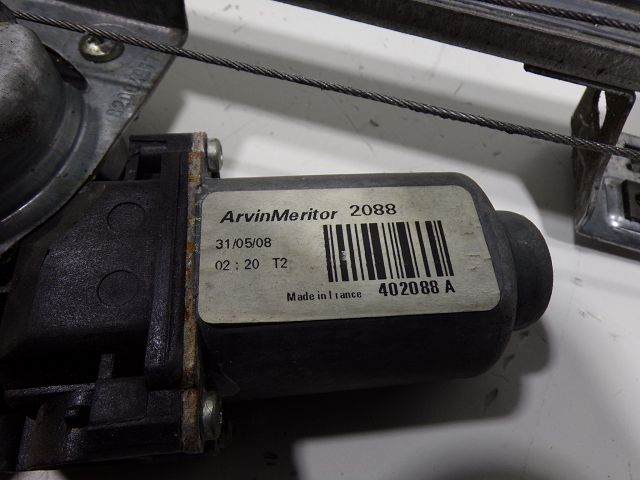 ArvinMeritor 2088
31/05/08
02 : 20 T2
Made in France
402088 A